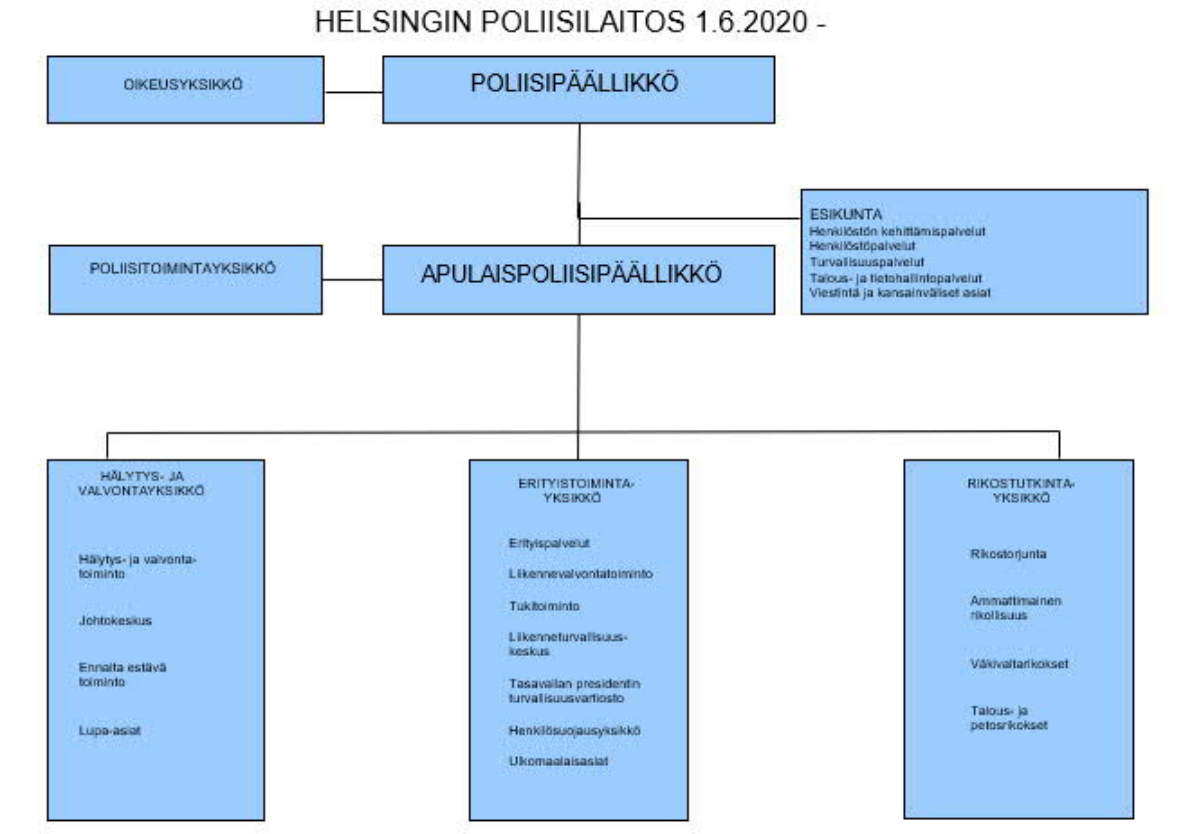 HELSINGIN POLIISILAITOS 1.6.2020 -
OIKEUSYKSIKKÖ
POLIISIPÄÄLLIKKÖ
ESIKUNTA
Henkilöstön kehittämispalvelut
Henkilöstöpalvelut
Turvallisuuspalvelut
Talous- ja tietohallintopalvelut
Viestintä ja kansainväliset asiat
POLIISITOIMINTAYKSIKKÖ
APULAISPOLIISIPÄÄLLIKKÖ
HÄLYTYS- JA
VALVONTAYKSIKKÖ
Hälytys- ja valvonta-
toiminto
Johtokeskus
Ennalta estävä
toiminto
Lupa-asiat
ERITYISTOIMINTA-
YKSIKKÖ
Erityispalvelut
Liikennevalvontatoiminto
Tukitoiminto
Liikenneturvallisuus-
keskus
Tasavallan presidentin
turvallisuusvartiosto
Henkilösuojausyksikkö
Ulkomaalaisasiat
RIKOSTUTKINTA-
YKSIKKÖ
Rikostorjunta
Ammattimainen
rikollisuus
Väkivaltarikokset
Talous- ja
petosrikokset